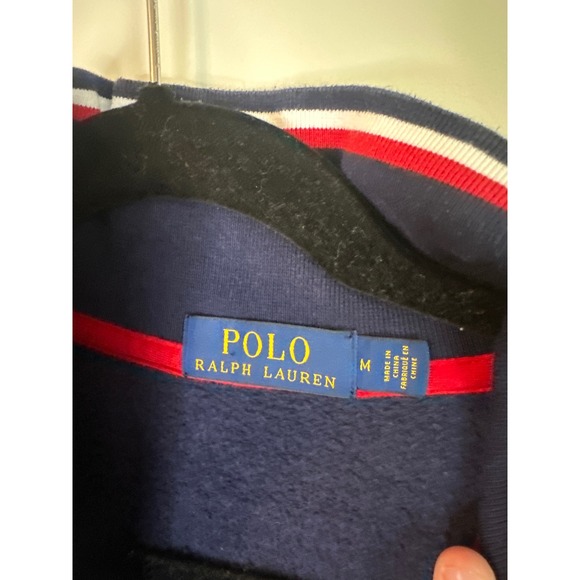 POLO
RALPH LAUREN
M
MADE IN
CHINA
FABRIQUÉ EN
CHINE